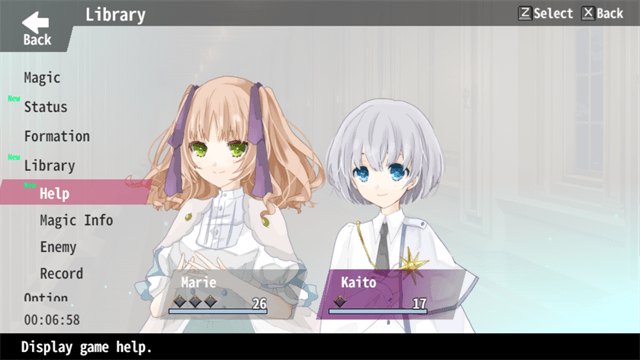 Library
Z Select X Back
Back
Magic
New
Status
Formation
New
Library
New
Help
Magic Info
Enemy
Record
Option
00:06:58
Marie
26
Kaito
17
Display game help.